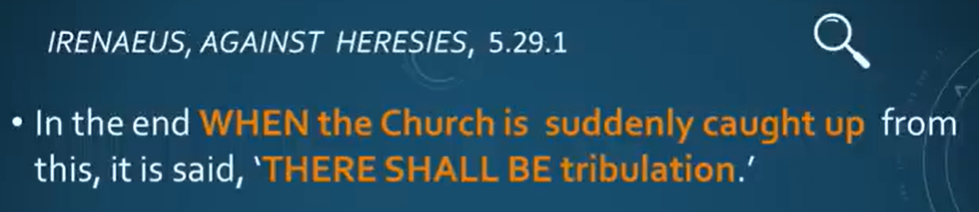 IRENAEUS, AGAINST HERESIES, 5.29.1
• In the end WHEN the Church is suddenly caught up from
this, it is said, ‘THERE SHALL BE tribulation.’